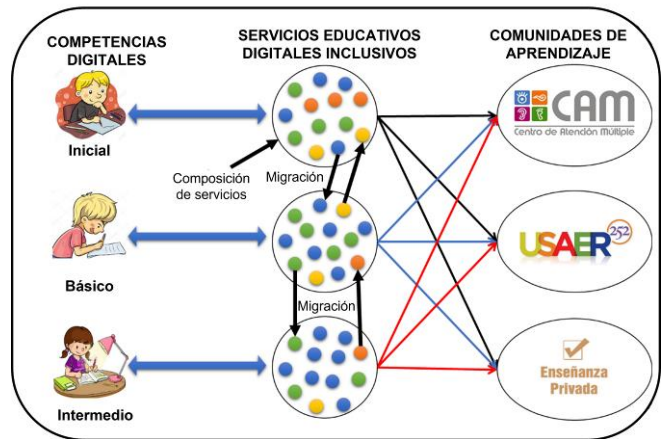 COMPETENCIAS
DIGITALES
SERVICIOS EDUCATIVOS
DIGITALES INCLUSIVOS
COMUNIDADES DE
APRENDIZAJE
Inicial
Composición
de servicios
Migración
CAM
Centro de Atención Múltiple
Básico
USAER 252
Migración
Intermedio
Enseñanza
Privada